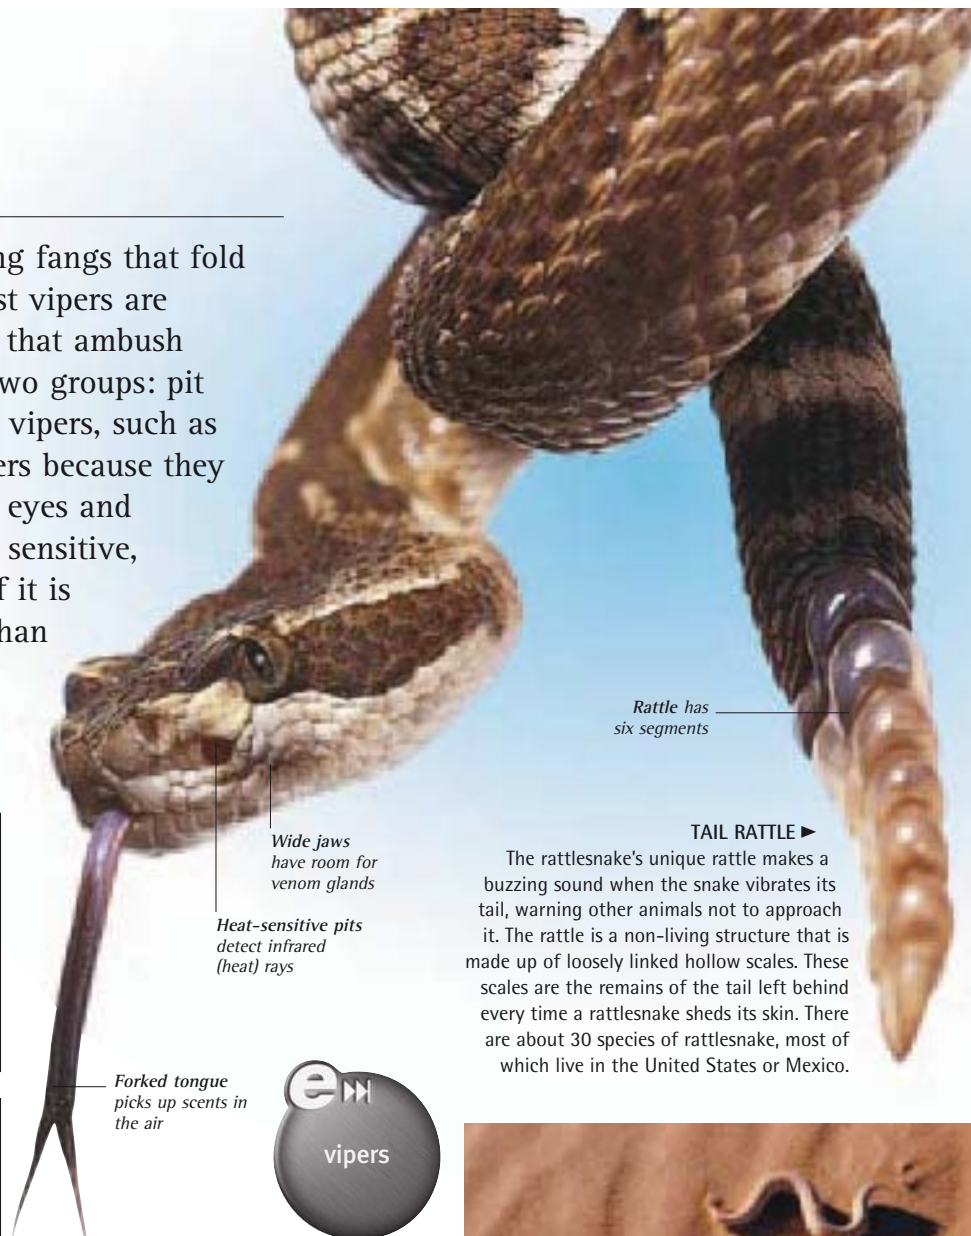 ng fangs that fold
st vipers are
that ambush
wo groups: pit
vipers, such as
ers because they
eyes and
sensitive,
f it is
han
Rattle has
six segments
Wide jaws
have room for
venom glands
Heat-sensitive pits
detect infrared
(heat) rays
TAIL RATTLE ►
The rattlesnake's unique rattle makes a
buzzing sound when the snake vibrates its
tail, warning other animals not to approach
it. The rattle is a non-living structure that is
made up of loosely linked hollow scales. These
scales are the remains of the tail left behind
every time a rattlesnake sheds its skin. There
are about 30 species of rattlesnake, most of
which live in the United States or Mexico.
Forked tongue
picks up scents in
the air
e
vipers